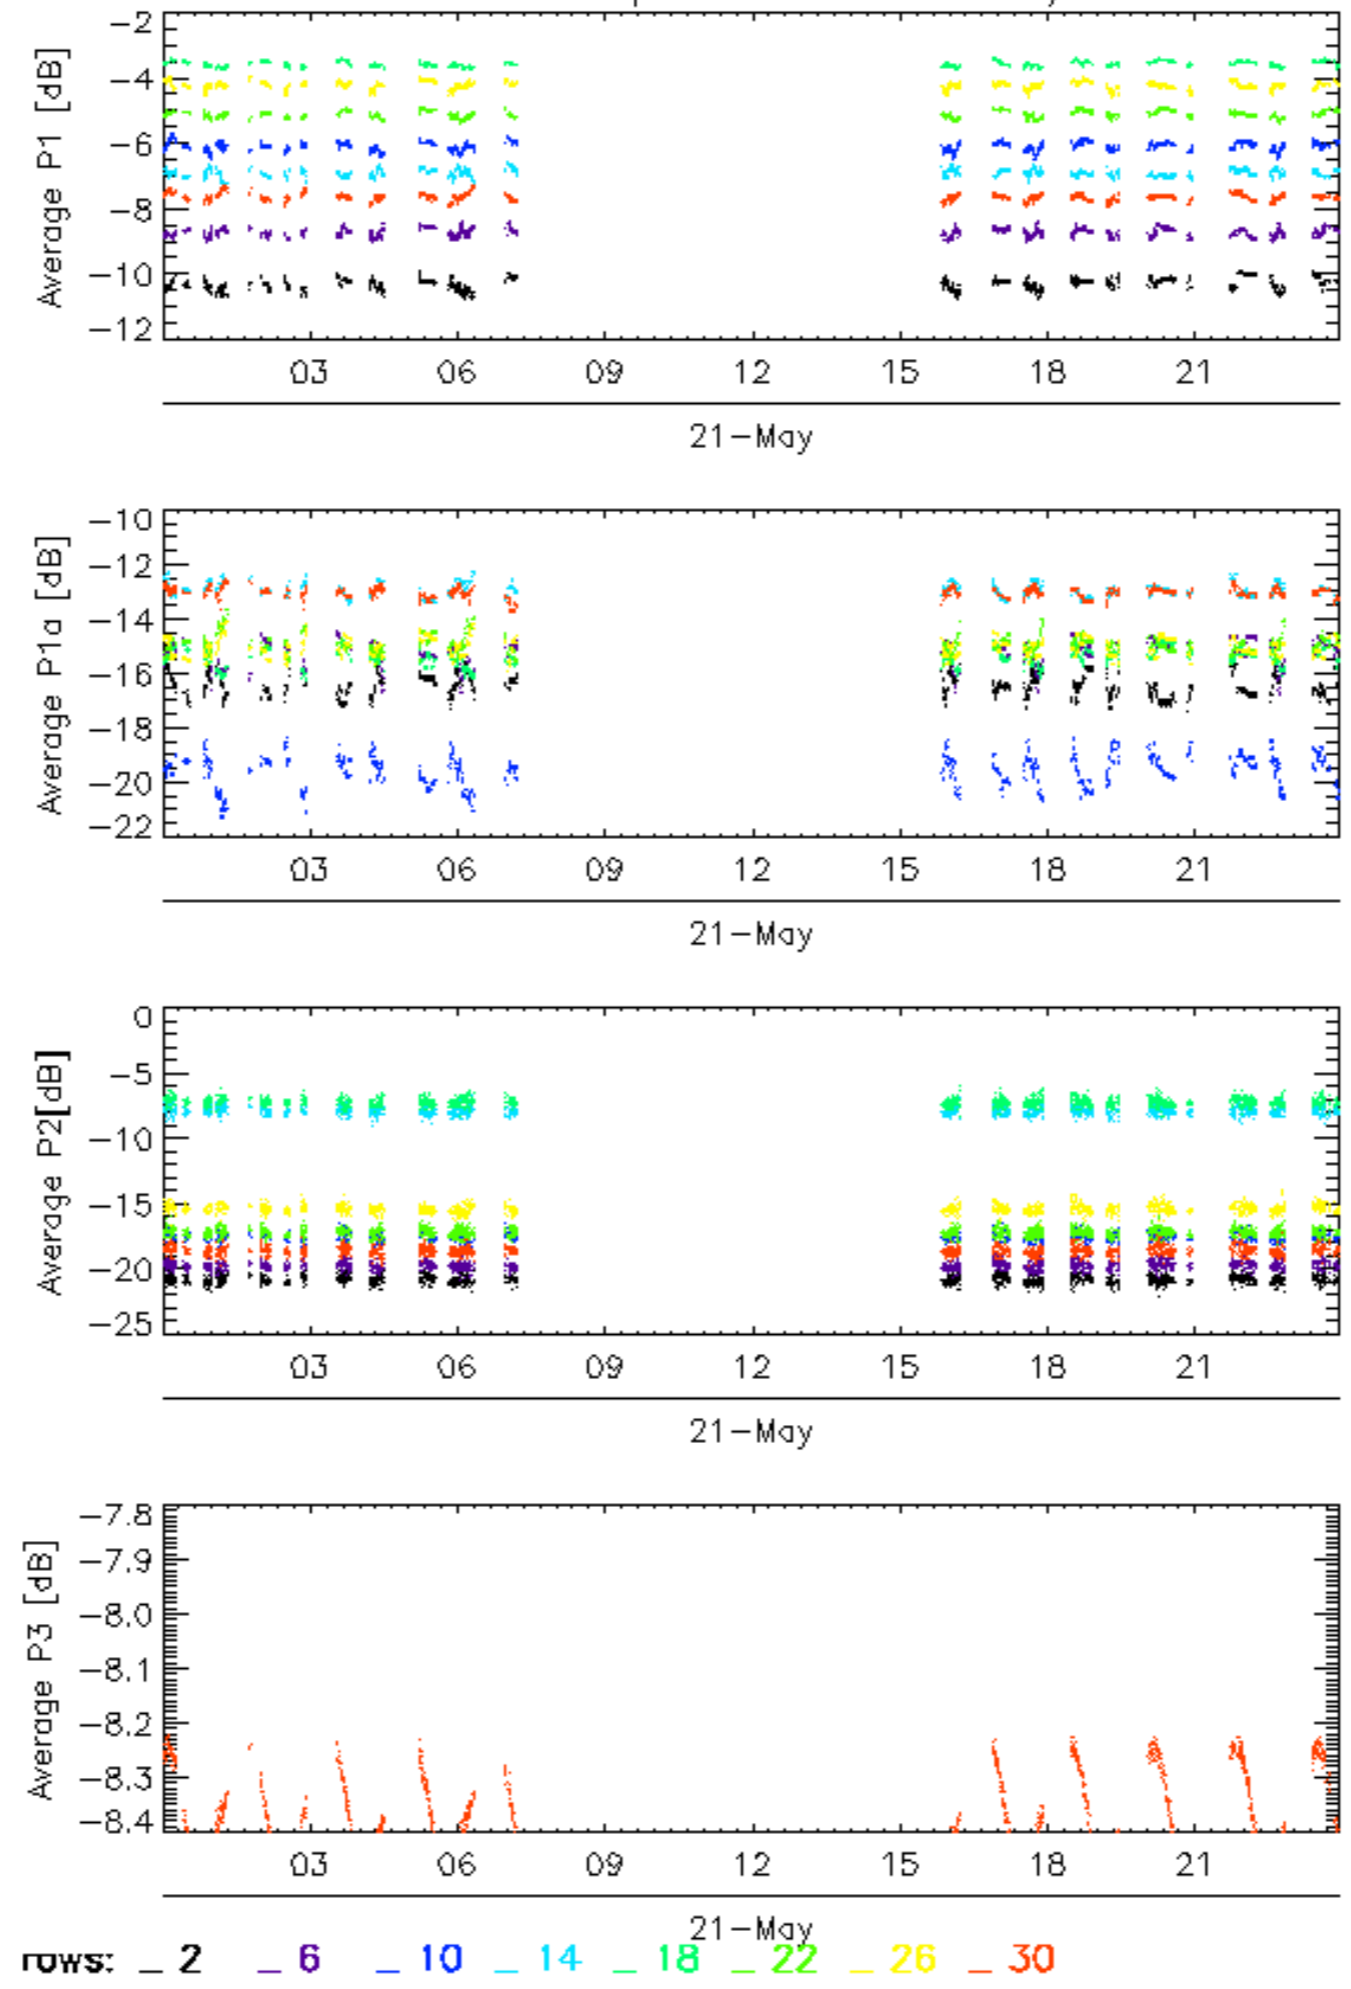 Average P1 [dB]
−2
−4
−6
−8
−10
−12
03 06 09 12 15 18 21
21−May
Average P1a [dB]
−10
−12
−14
−16
−18
−20
−22
03 06 09 12 15 18 21
21−May
Average P2[dB]
0
−5
−10
−15
−20
−25
03 06 09 12 15 18 21
21−May
Average P3 [dB]
−7.8
−7.9
−8.0
−8.1
−8.2
−8.3
−8.4
03 06 09 12 15 18 21
21−May
rows: _ 2 _ 6 _ 10 _ 14 _ 18 _ 22 _ 26 _ 30